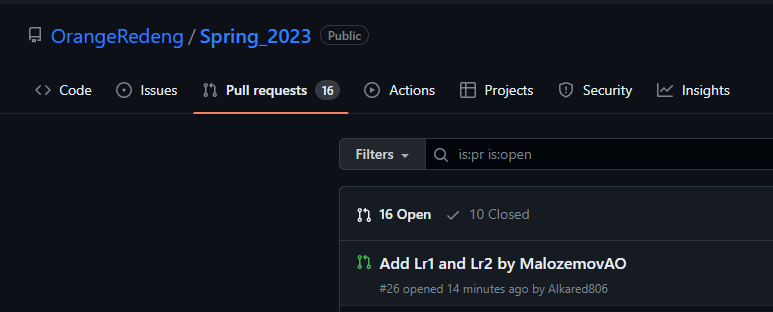 OrangeRedeng / Spring_2023 Public
Code Issues Pull requests 16 Actions Projects Security Insights
Filters is:pr is:open
16 Open 10 Closed
Add Lr1 and Lr2 by MalozemovAO
#26 opened 14 minutes ago by Alkared806